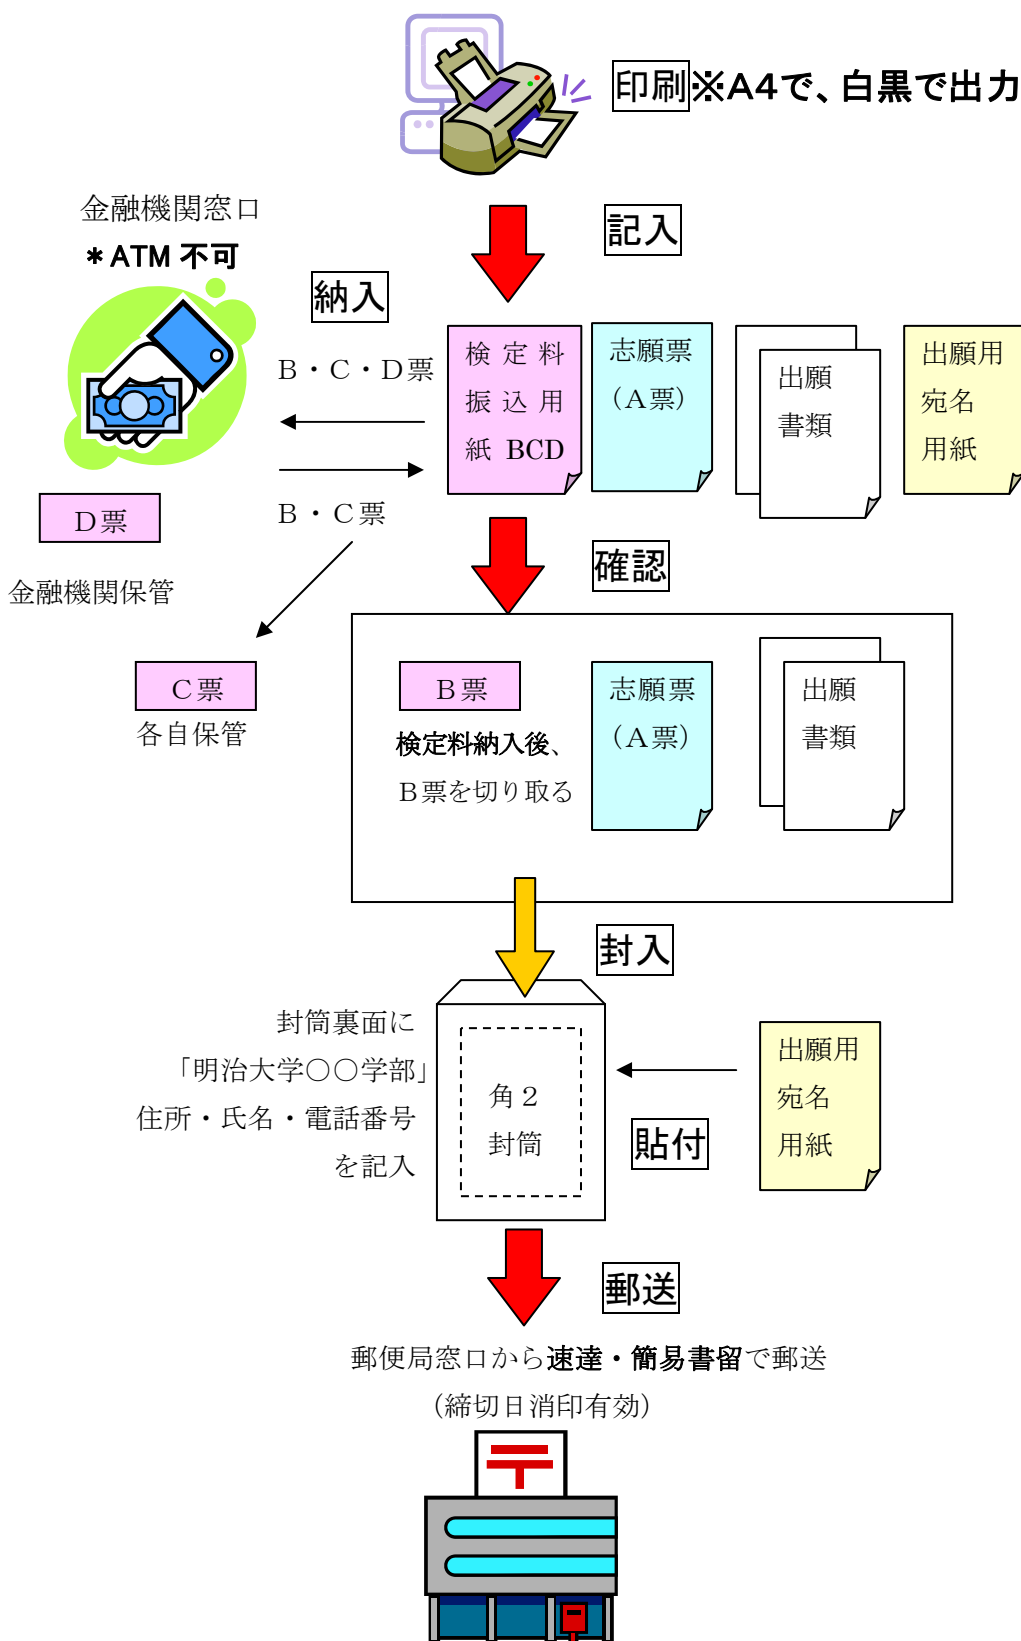 印刷※A4で、白黒で出力
金融機関窓口
＊ATM 不可
記入
納入
B・C・D票
検定料
振込用
紙 BCD
志願票
（A票）
出願
書類
出願用
宛名
用紙
D票
B・C票
金融機関保管
確認
C票
各自保管
B票
検定料納入後、
B票を切り取る
志願票
（A票）
出願
書類
封入
封筒裏面に
「明治大学○○学部」
住所・氏名・電話番号
を記入
角２
封筒
貼付
出願用
宛名
用紙
郵送
郵便局窓口から速達・簡易書留で郵送
（締切日消印有効）
〒